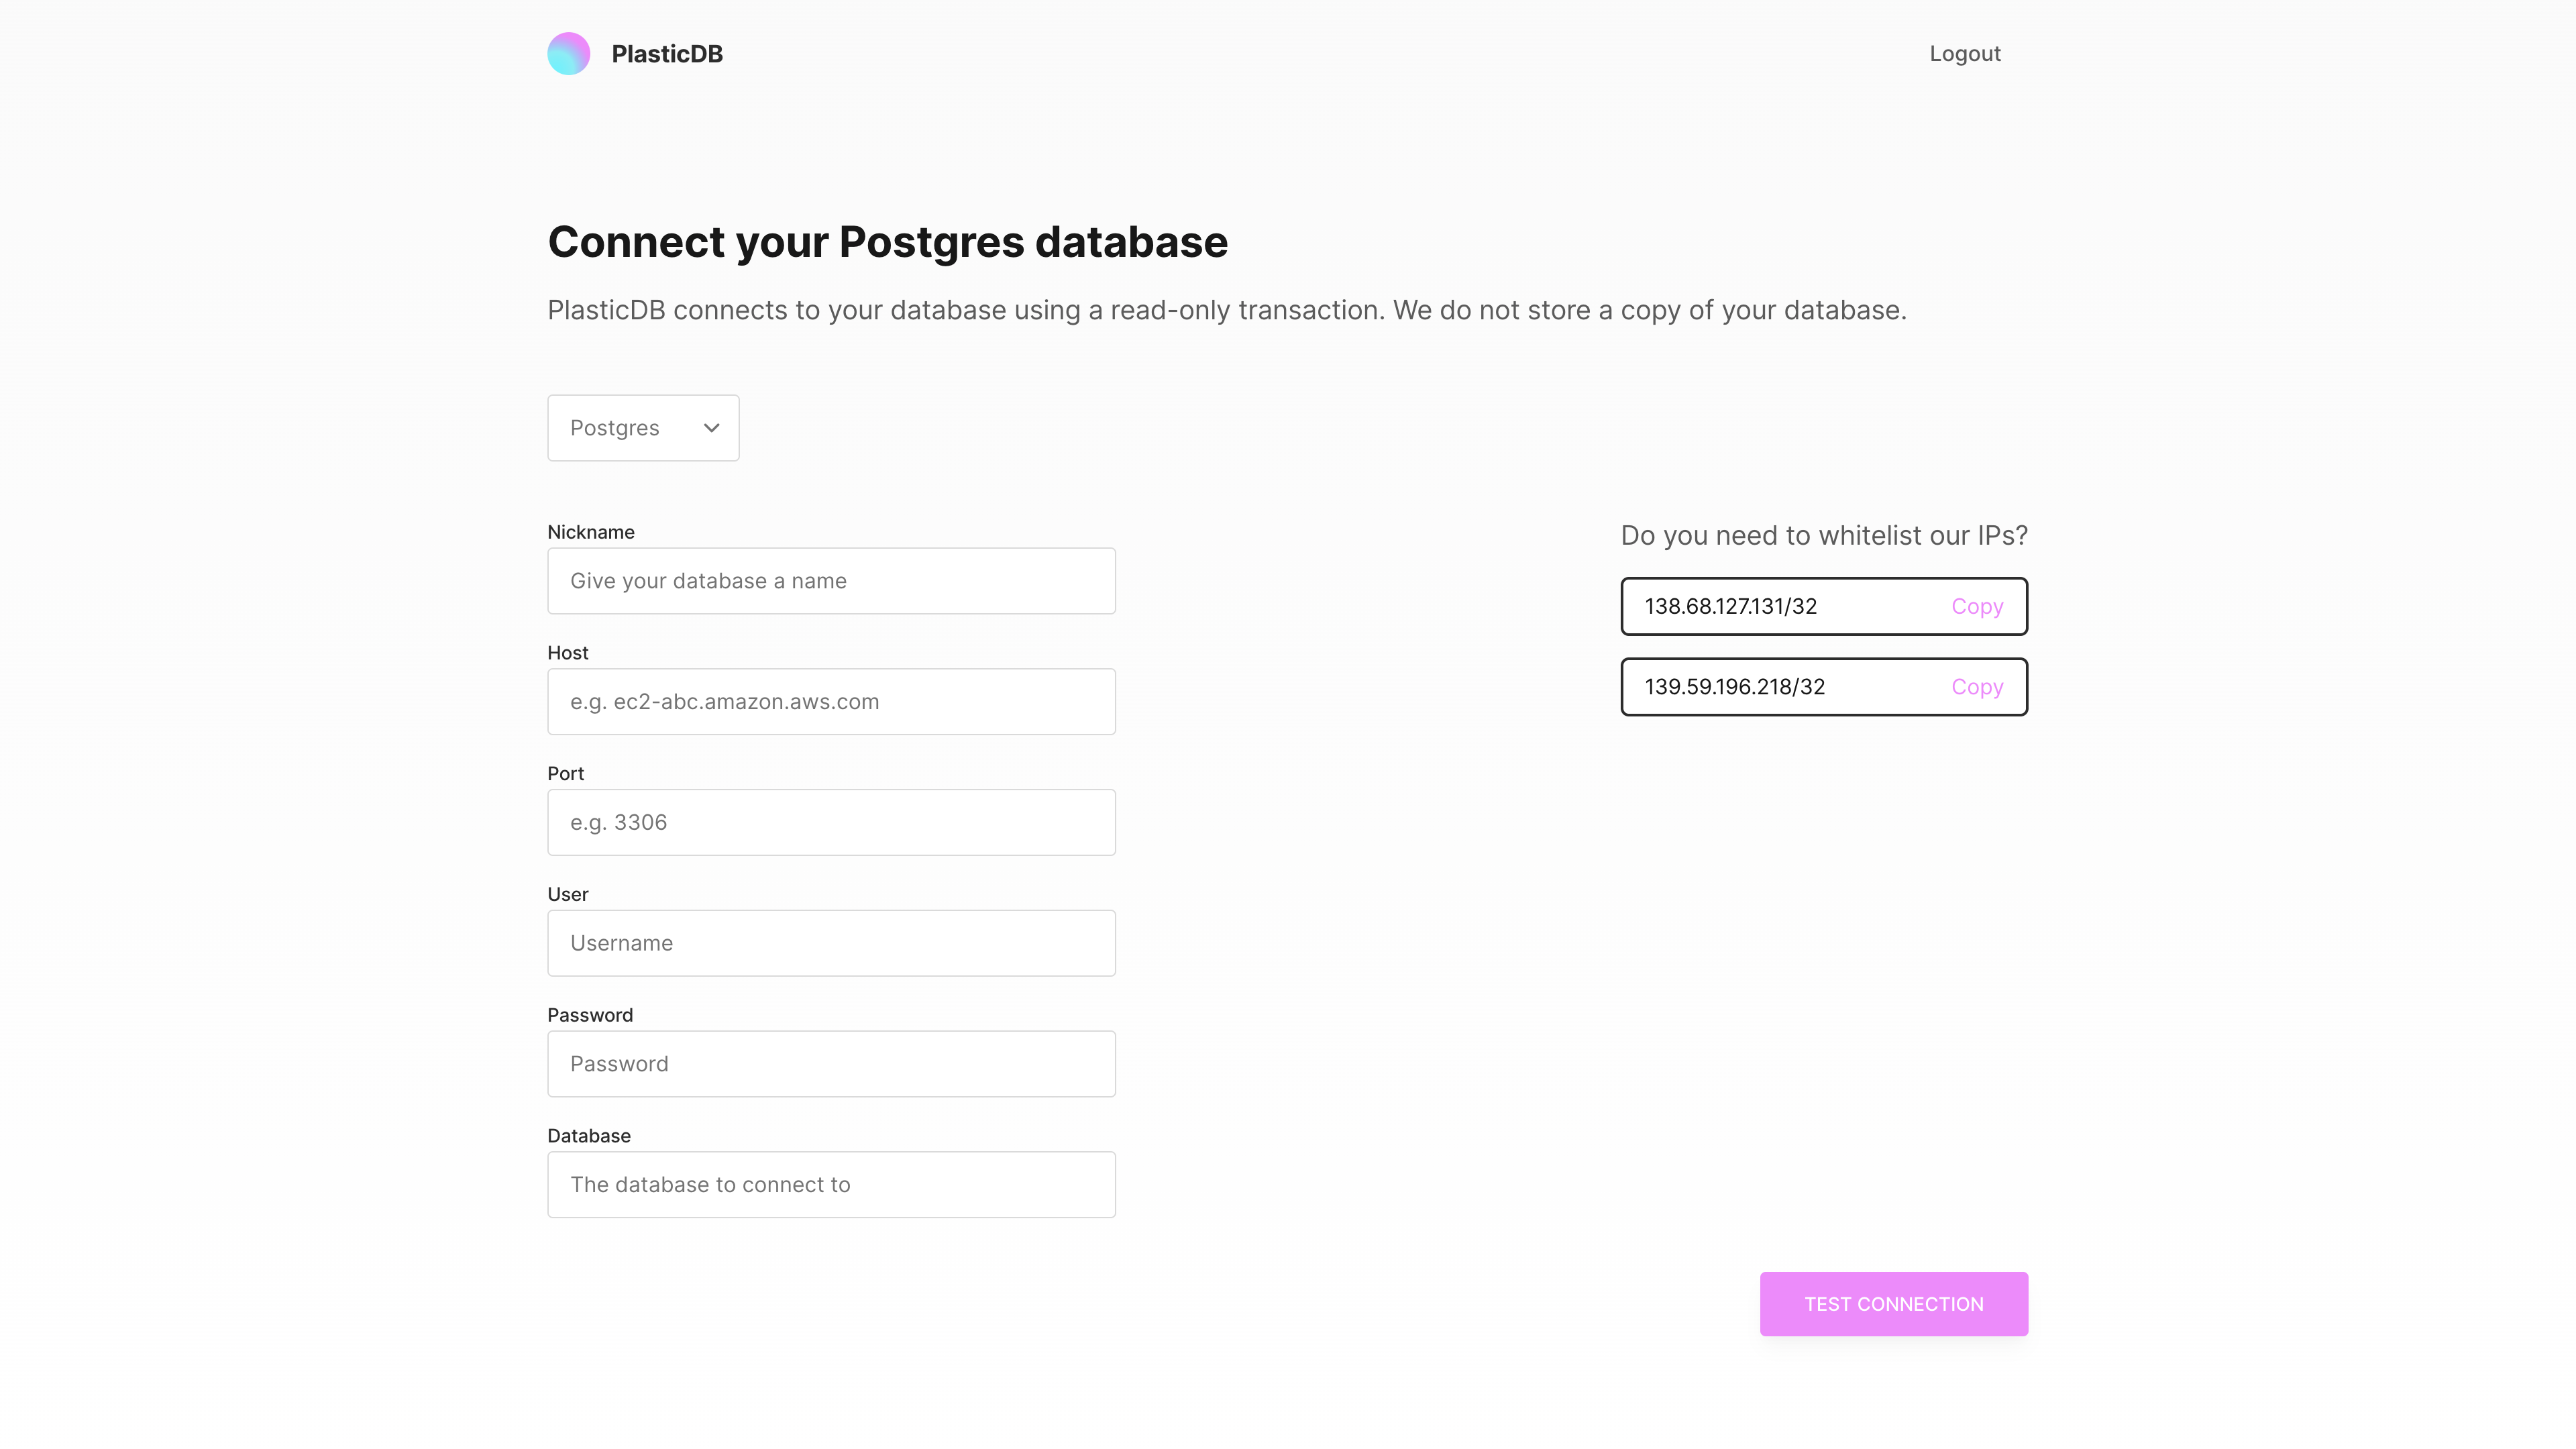 PlasticDB
Logout
Connect your Postgres database
PlasticDB connects to your database using a read-only transaction. We do not store a copy of your database.
Postgres
Nickname
Give your database a name
Host
e.g. ec2-abc.amazon.aws.com
Port
e.g. 3306
User
Username
Password
Password
Database
The database to connect to
Do you need to whitelist our IPs?
138.68.127.131/32 Copy
139.59.196.218/32 Copy
TEST CONNECTION